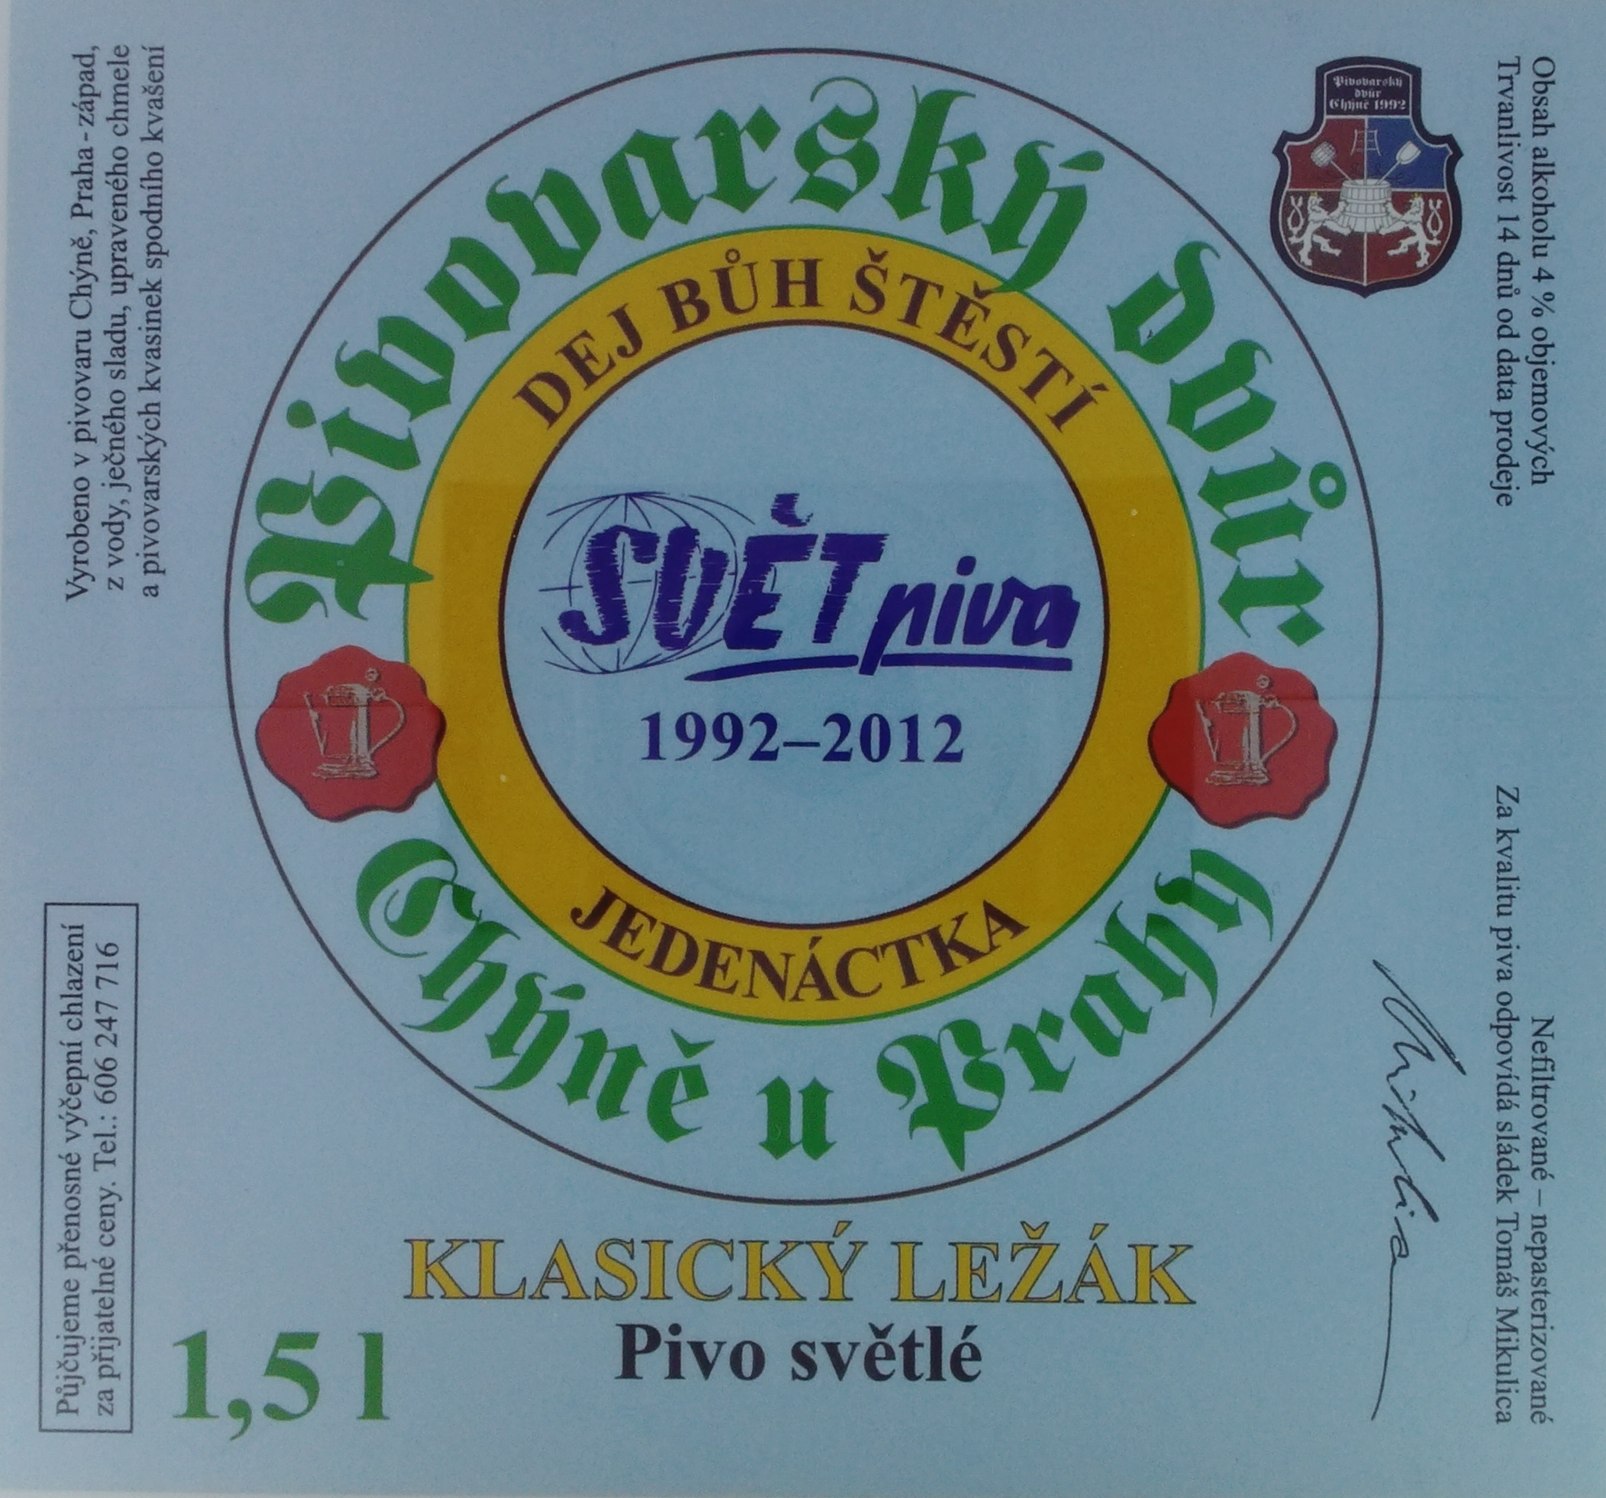 Vyrobeno v pivovaru Chýně, Praha - západ,
z vody, ječného sladu, upraveného chmele
a pivovarských kvasinek spodního kvašení
Půjčujeme přenosné výčepní chlazení
za přijatelné ceny. Tel.: 606 247 716
Pivovarský dvůr
DEJ BŮH ŠTĚSTÍ
SVĚT piva
1992–2012
JEDENÁCTKA
Chýně u Prahy
KLASICKÝ LEŽÁK
Pivo světlé
1,5 l
Pivovarský
dvůr
Chýně 1992
Obsah alkoholu 4 % objemových
Trvanlivost 14 dnů od data prodeje
Nefiltrované – nepasterizované
Za kvalitu piva odpovídá sládek Tomáš Mikulica
Mikulica